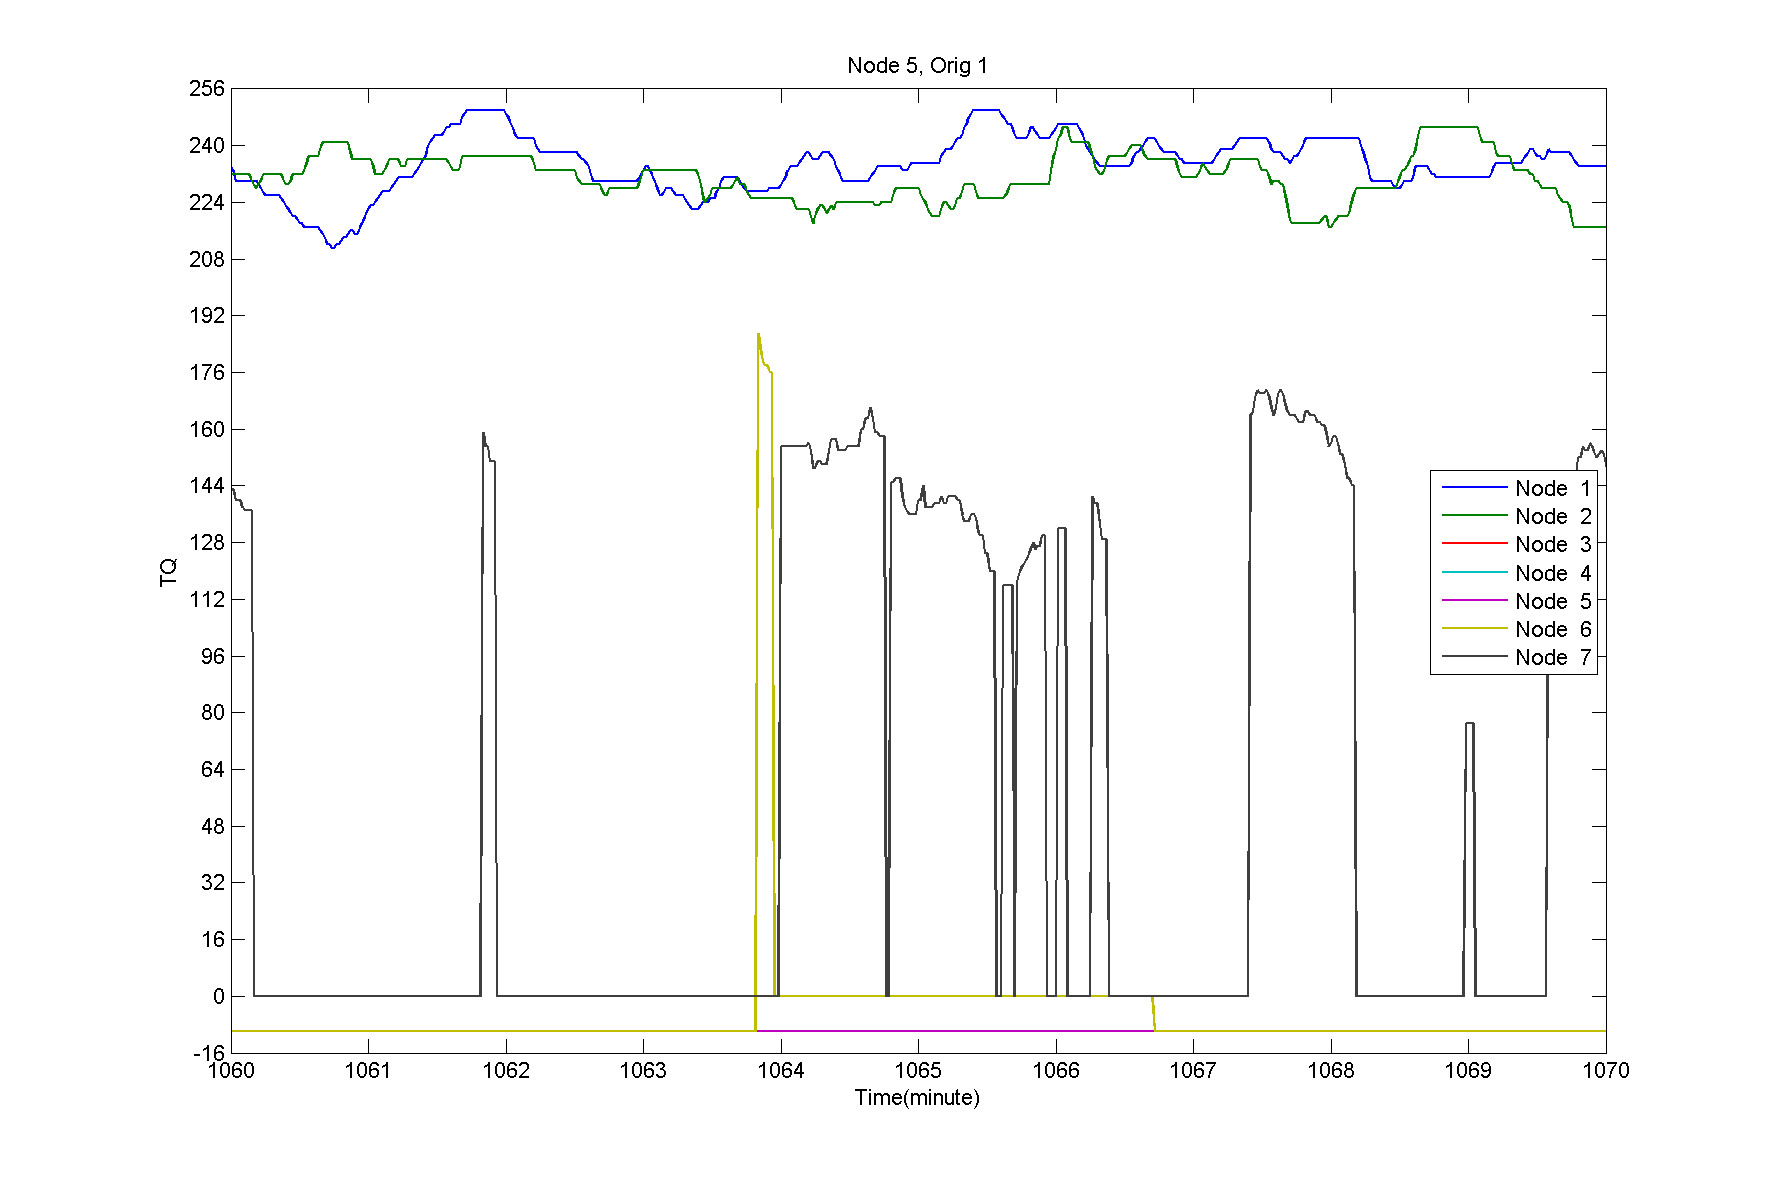 Node 5, Orig 1
256
240
224
208
192
176
160
144
128
112
96
80
64
48
32
16
0
-16
TQ
Node 1
Node 2
Node 3
Node 4
Node 5
Node 6
Node 7
1060 1061 1062 1063 1064 1065 1066 1067 1068 1069 1070
Time(minute)